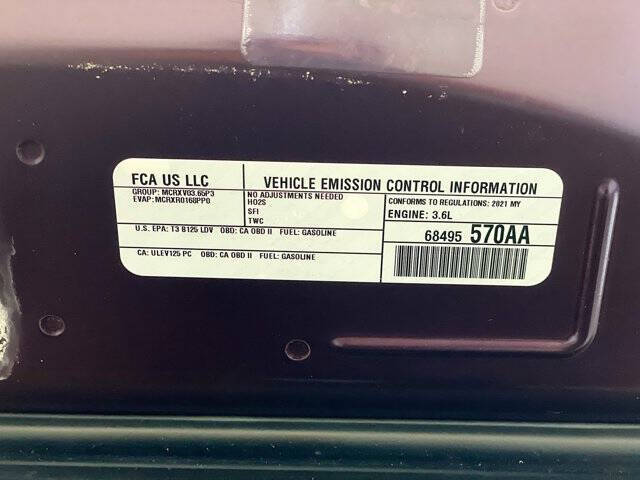 FCA US LLC
GROUP: MCRXV03.65P3
EVAP: MCRXR0168PP0
VEHICLE EMISSION CONTROL INFORMATION
NO ADJUSTMENTS NEEDED
HO2S
SFI
TWC
CONFORMS TO REGULATIONS: 2021 MY
ENGINE: 3.6L
U.S. EPA: T3 B125 LDV OBD: CA OBD II FUEL: GASOLINE
CA: ULEV125 PC OBD: CA OBD II FUEL: GASOLINE
68495 570AA